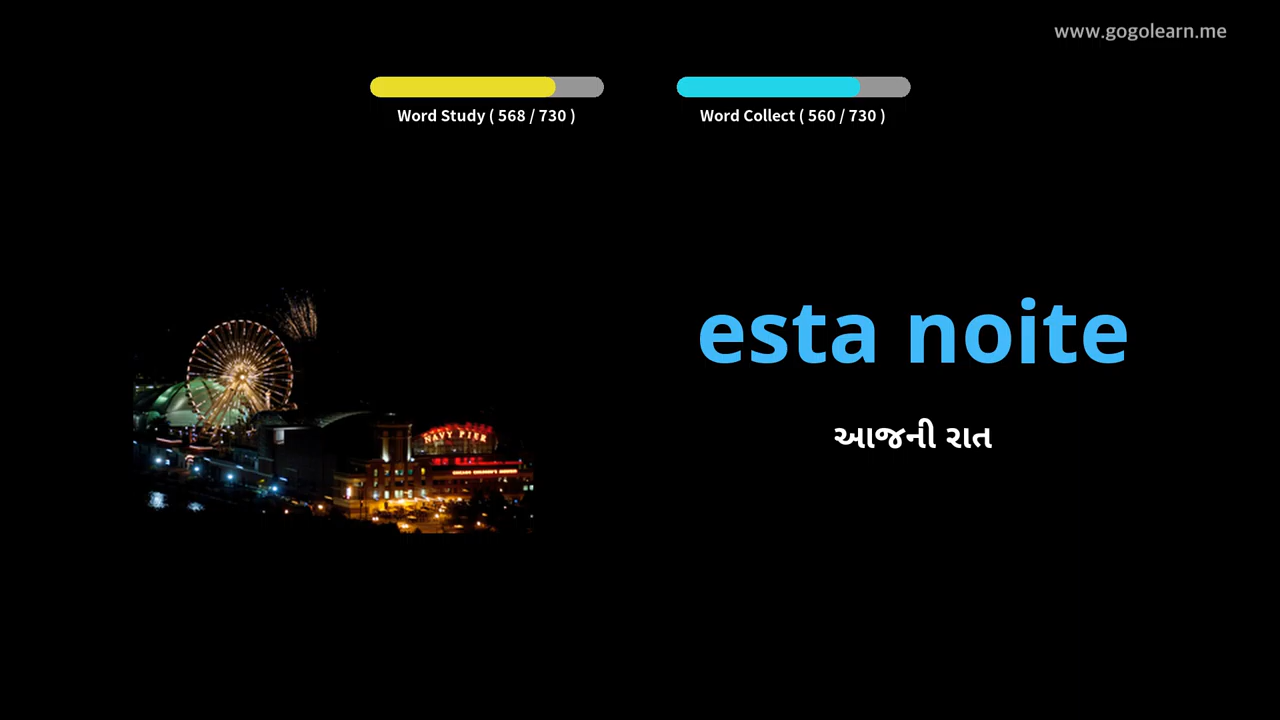 www.gogolearn.me
Word Study ( 568 / 730 )
Word Collect ( 560 / 730 )
esta noite
આજની રાત
NAVY PIER